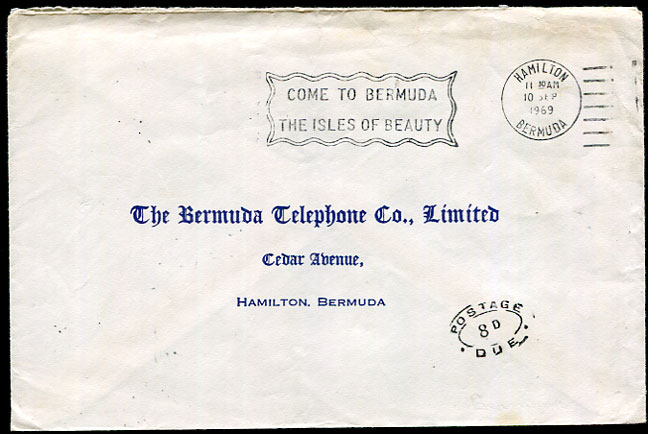 COME TO BERMUDA
THE ISLES OF BEAUTY
HAMILTON
11 30AM
10 SEP
1969
BERMUDA
The Bermuda Telephone Co., Limited
Cedar Avenue,
HAMILTON, BERMUDA
POSTAGE
8D
DUE